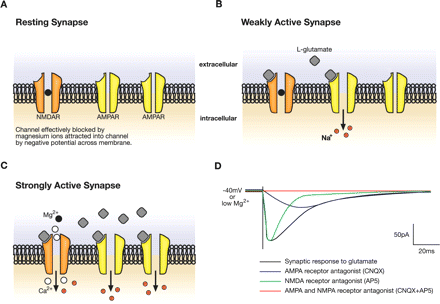 A
Resting Synapse
NMDAR
AMPAR
AMPAR
Channel effectively blocked by
magnesium ions attracted into channel
by negative potential across membrane.
B
Weakly Active Synapse
L-glutamate
extracellular
intracellular
Na+
C
Strongly Active Synapse
Mg2+
Ca2+
D
-40mV
or
low Mg2+
50pA
20ms
Synaptic response to glutamate
AMPA receptor antagonist (CNQX)
NMDA receptor antagonist (AP5)
AMPA and NMPA receptor antagonist (CNQX+AP5)